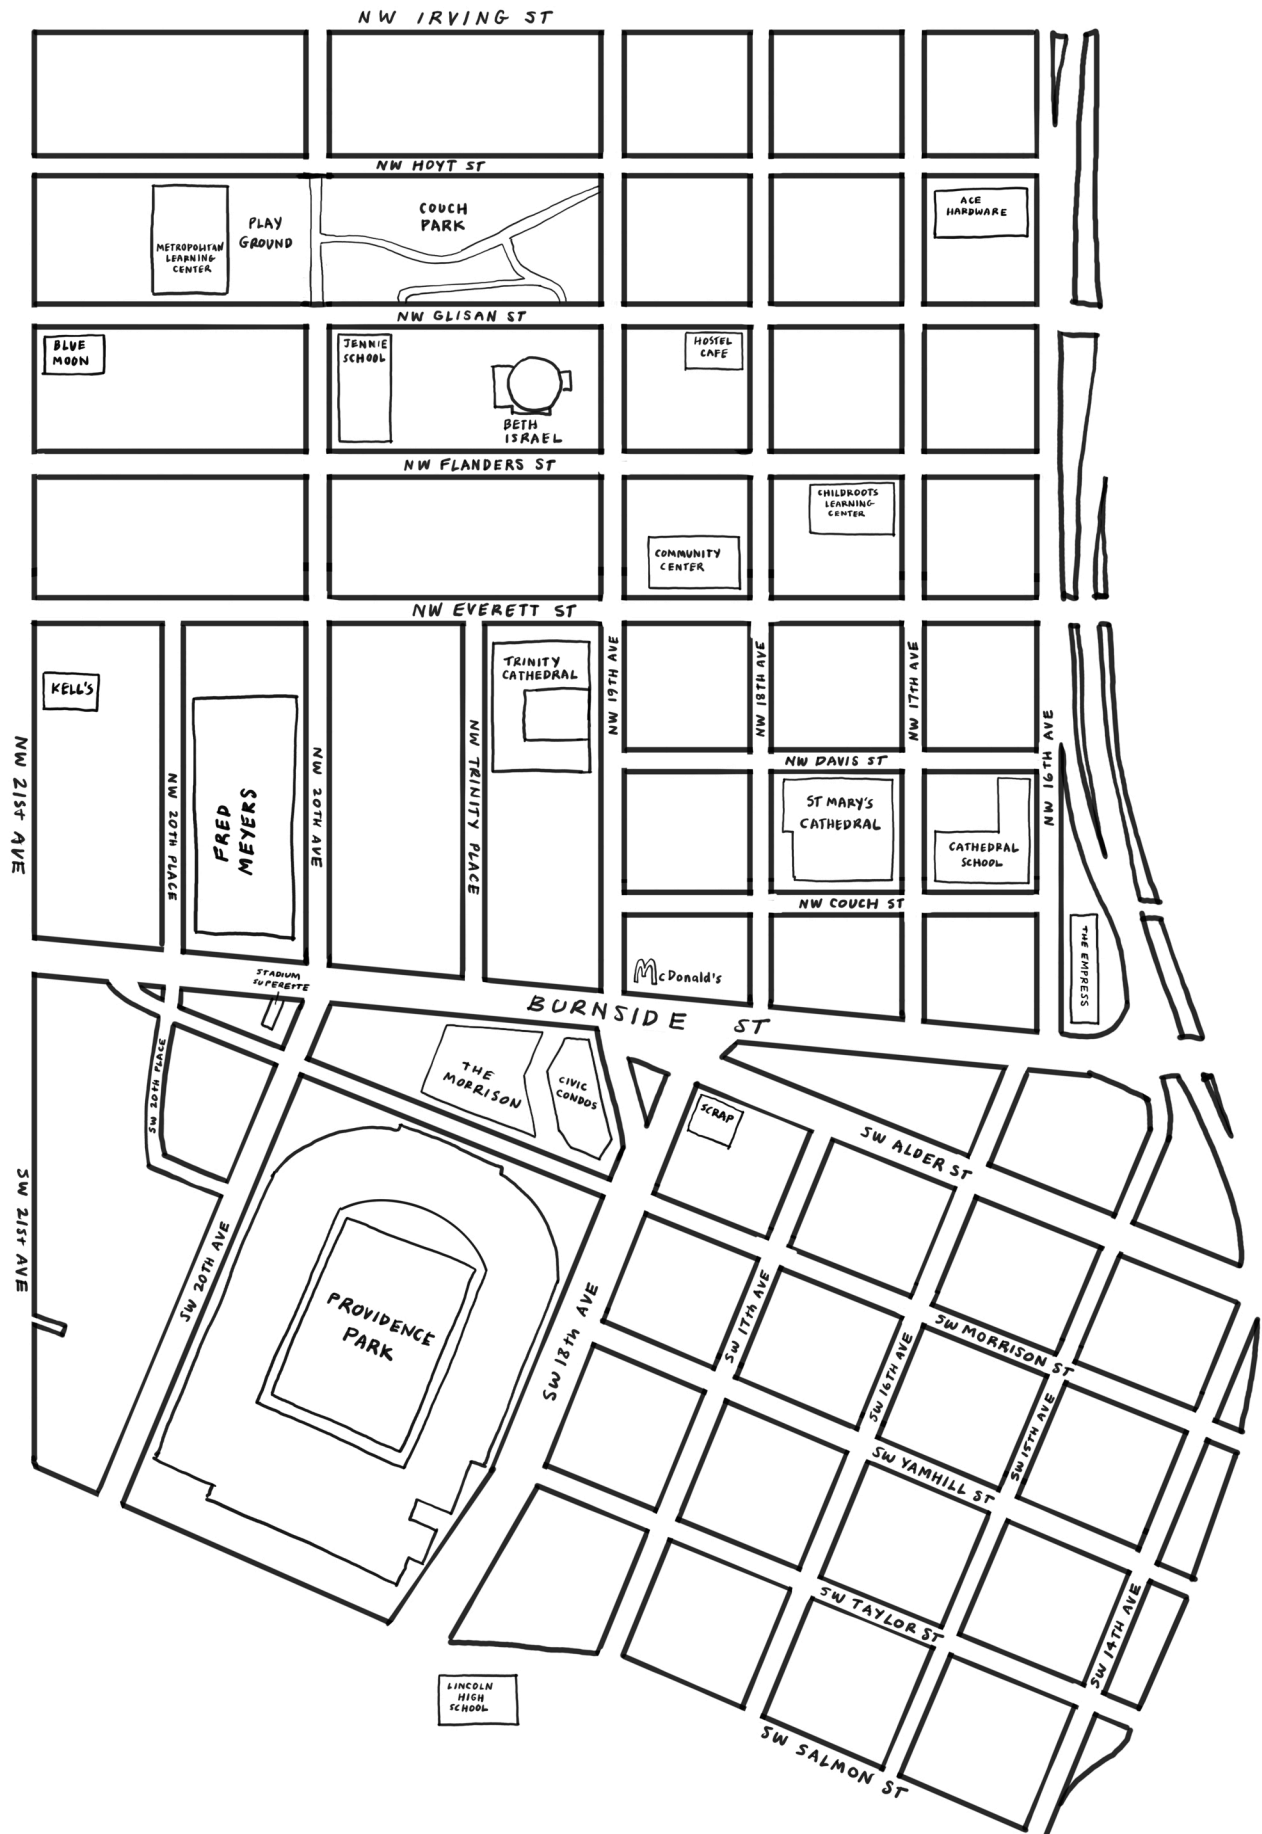 NW IRVING ST
NW HOYT ST
METROPOLITAN
LEARNING
CENTER
PLAY
GROUND
COUCH
PARK
ACE
HARDWARE
NW GLISAN ST
BLUE
MOON
JENNIE
SCHOOL
BETH
ISRAEL
HOSTEL
CAFE
NW FLANDERS ST
COMMUNITY
CENTER
CHILDROOTS
LEARNING
CENTER
NW EVERETT ST
KELL'S
TRINITY
CATHEDRAL
NW 19TH AVE
NW 18TH AVE
NW 17TH AVE
NW 16TH AVE
NW 21St AVE
NW 20TH PLACE
FRED
MEYERS
NW 20TH AVE
NW TRINITY PLACE
NW DAVIS ST
ST MARY'S
CATHEDRAL
CATHEDRAL
SCHOOL
NW COUCH ST
McDonald's
THE EMPRESS
STADIUM
SUPERETTE
BURNSIDE ST
SW 20TH PLACE
THE
MORRISON
CIVIC
CONDOS
SCRAP
SW ALDER ST
SW 21St AVE
SW 20TH AVE
PROVIDENCE
PARK
SW 18th AVE
SW 17th AVE
SW 16TH AVE
SW MORRISON ST
SW 15TH AVE
SW YAMHILL ST
SW 14TH AVE
SW TAYLOR ST
LINCOLN
HIGH
SCHOOL
SW SALMON ST